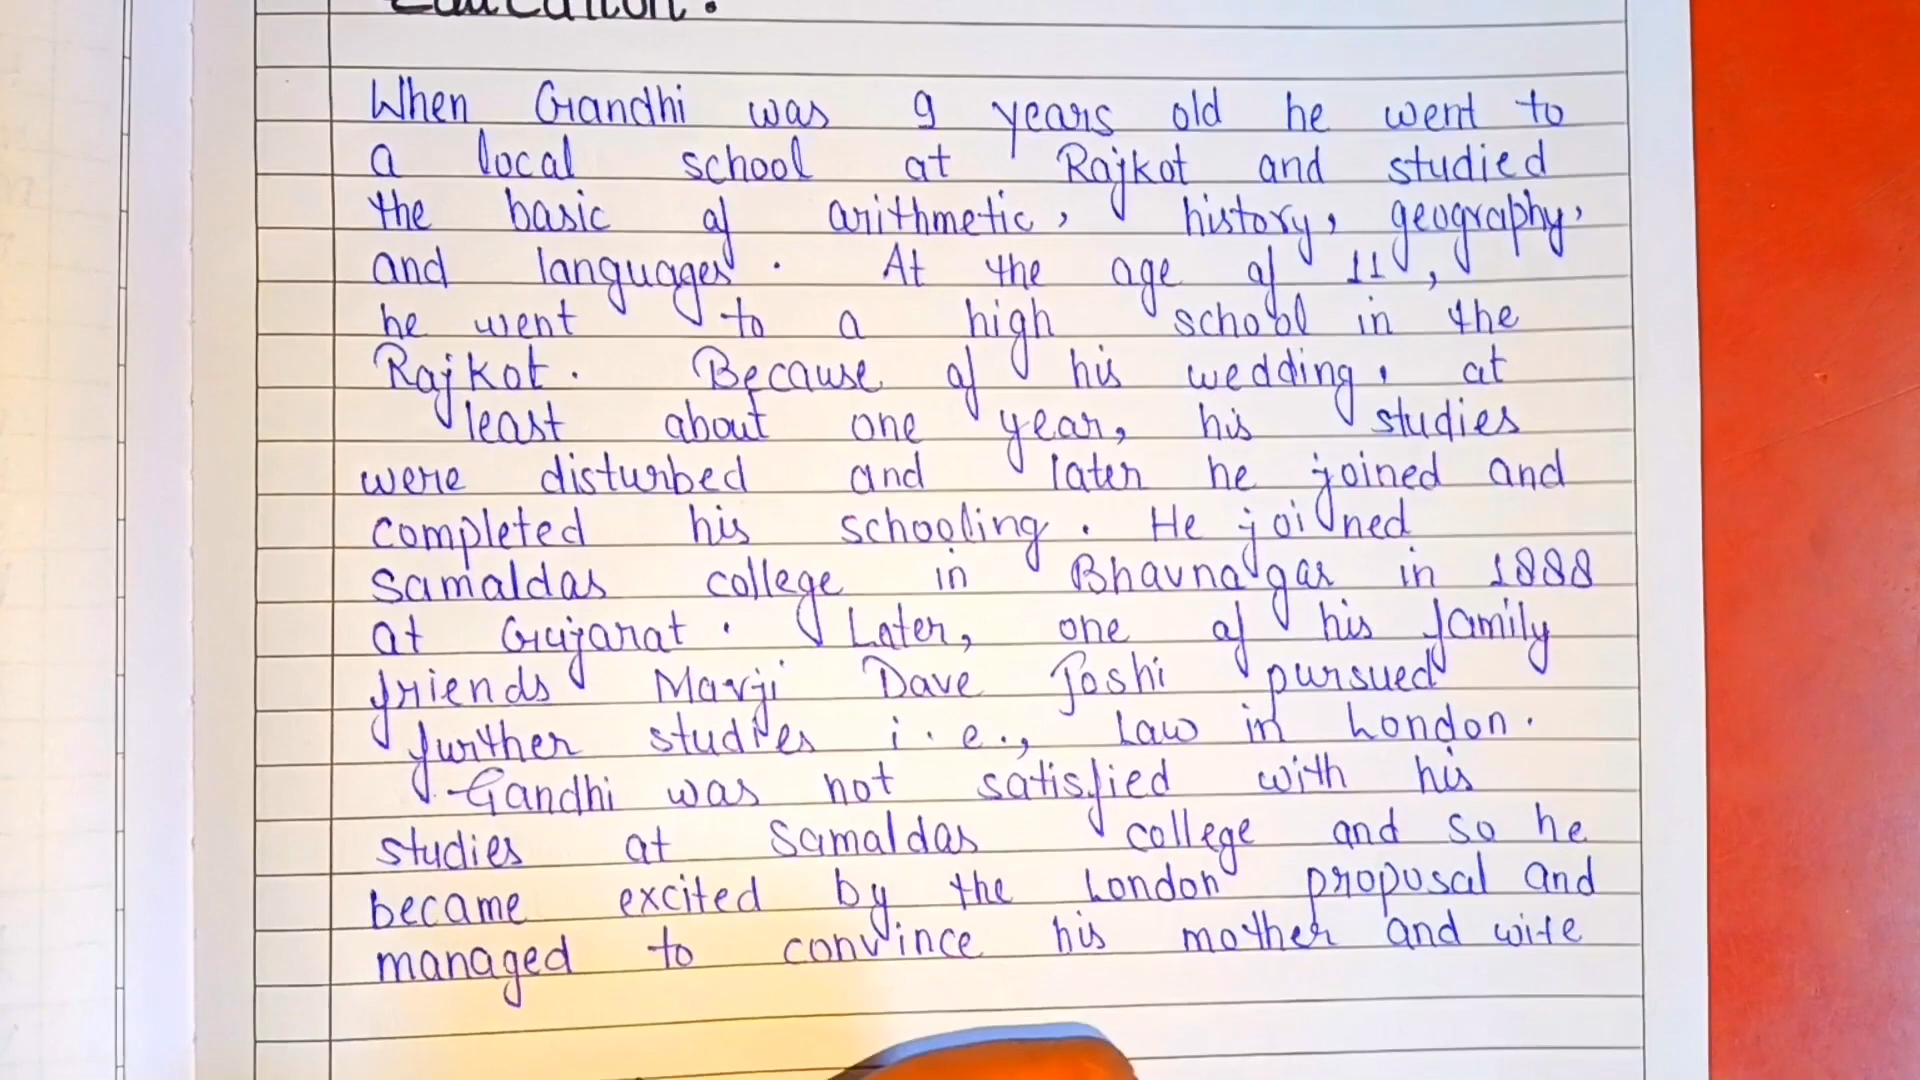 Education.
When Gandhi was 9 years old he went to
a local school at Rajkot and studied
the basic of arithmetic, history, geography,
and languages. At the age of 11,
he went to a high school in the
Rajkot. Because of his wedding, at
least about one year, his studies
were disturbed and later he joined and
completed his schooling. He joined
samaldas college in Bhavnagar in 1888
at Gujarat. Later, one of his family
friends Mavji Dave Joshi pursued
further studies i.e., law in London.
Gandhi was not satisfied with his
studies at Samaldas college and so he
became excited by the London proposal and
managed to convince his mother and wife